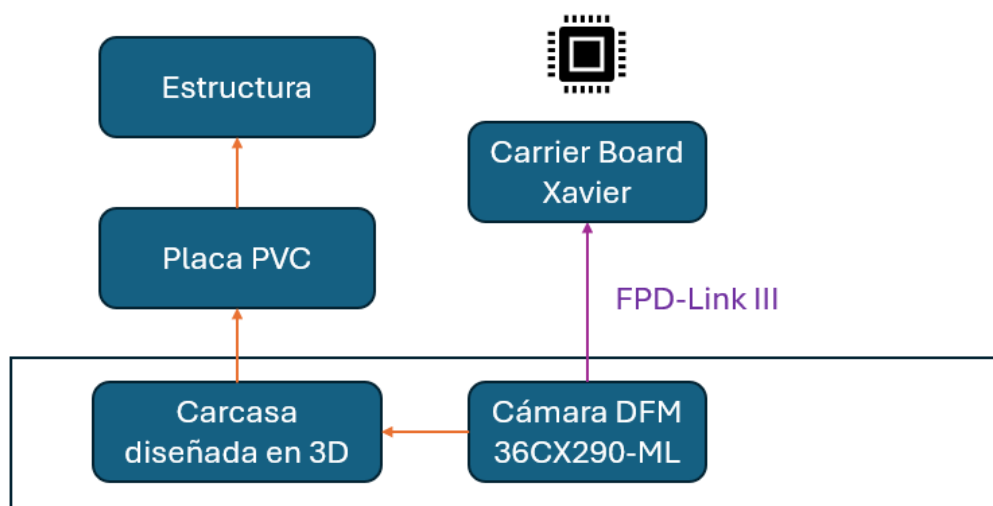 Estructura
Carrier Board
Xavier
Placa PVC
FPD-Link III
Carcasa
diseñada en 3D
Cámara DFM
36CX290-ML